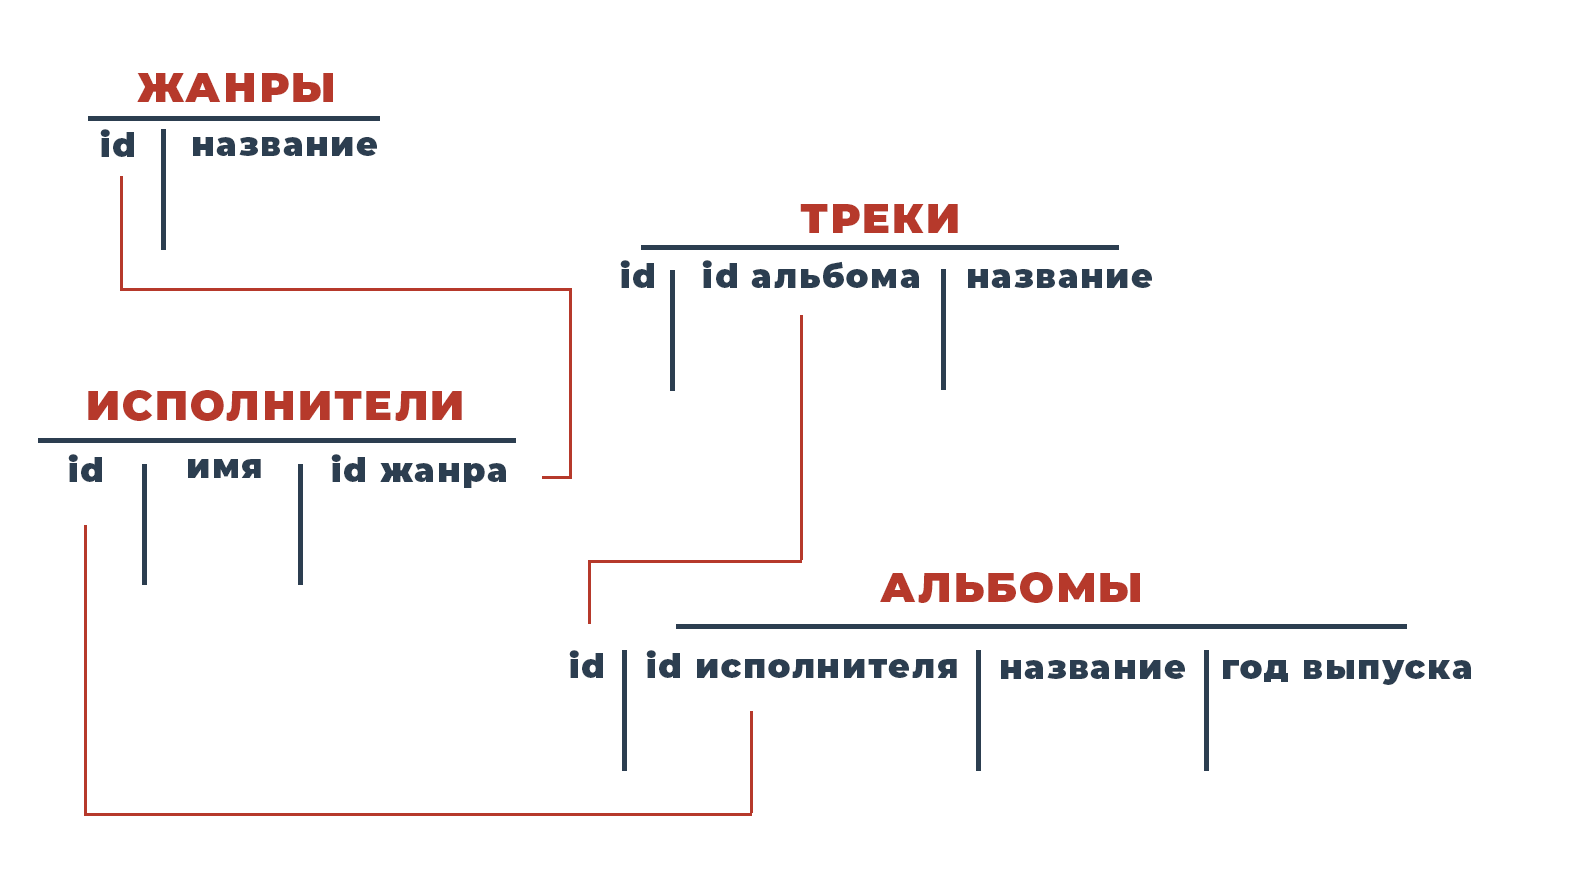 ЖАНРЫ
id название
ТРЕКИ
id id альбома название
ИСПОЛНИТЕЛИ
id имя id жанра
АЛЬБОМЫ
id id исполнителя название год выпуска